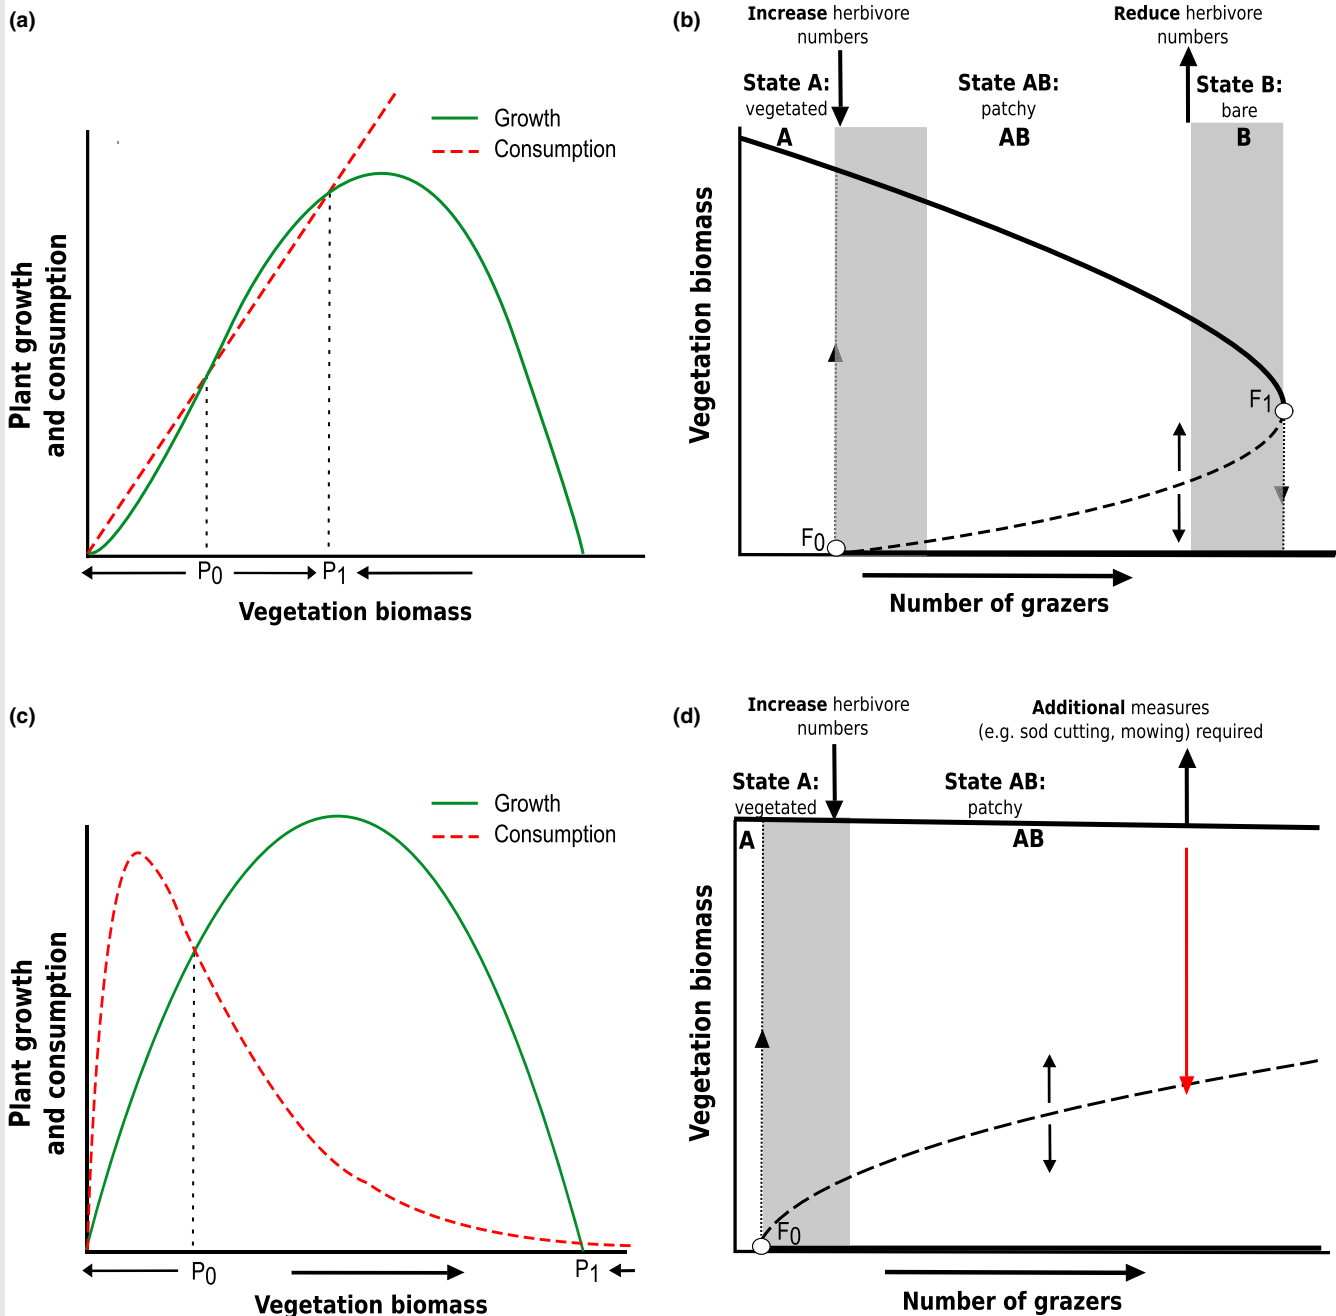 (a)
Growth
Consumption
Plant growth
and consumption
P0
P1
Vegetation biomass
(b)
Increase herbivore
numbers
Reduce herbivore
numbers
State A:
vegetated
A
State AB:
patchy
AB
State B:
bare
B
Vegetation biomass
F1
F0
Number of grazers
(c)
Growth
Consumption
Plant growth
and consumption
P0
P1
Vegetation biomass
(d)
Increase herbivore
numbers
Additional measures
(e.g. sod cutting, mowing) required
State A:
vegetated
A
State AB:
patchy
AB
Vegetation biomass
F0
Number of grazers